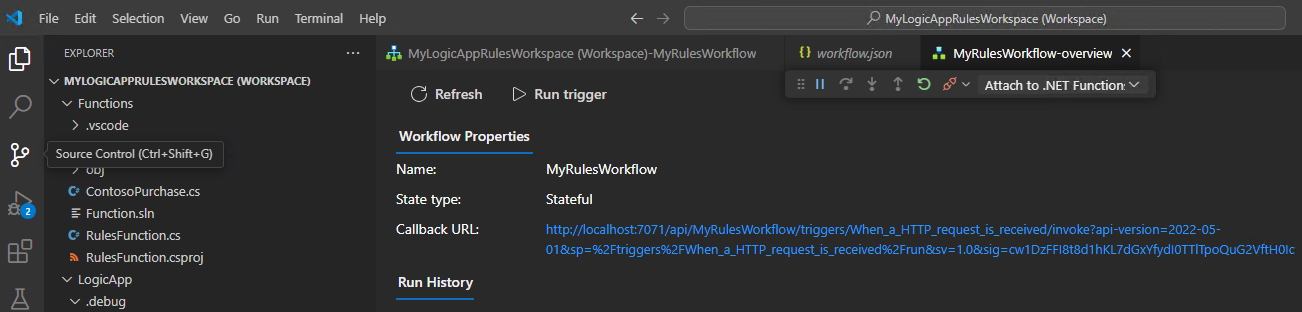 File Edit Selection View Go Run Terminal Help MyLogicAppRulesWorkspace (Workspace)
EXPLORER
MYLOGICAPPRULESWORKSPACE (WORKSPACE)
Functions
.vscode
Source Control (Ctrl+Shift+G)
obj
ContosoPurchase.cs
Function.sln
RulesFunction.cs
RulesFunction.csproj
LogicApp
.debug
2
MyLogicAppRulesWorkspace (Workspace)-MyRulesWorkflow
workflow.json
MyRulesWorkflow-overview
Attach to .NET Functions
Refresh Run trigger
Workflow Properties
Name: MyRulesWorkflow
State type: Stateful
Callback URL: http://localhost:7071/api/MyRulesWorkflow/triggers/When_a_HTTP_request_is_received/invoke?api-version=2022-05-
01&sp=%2Ftriggers%2FWhen_a_HTTP_request_is_received%2Frun&sv=1.0&sig=cw1DzFFI8t8d1hKL7dGxYfydI0TTlTpoQuG2VftH0Ic
Run History